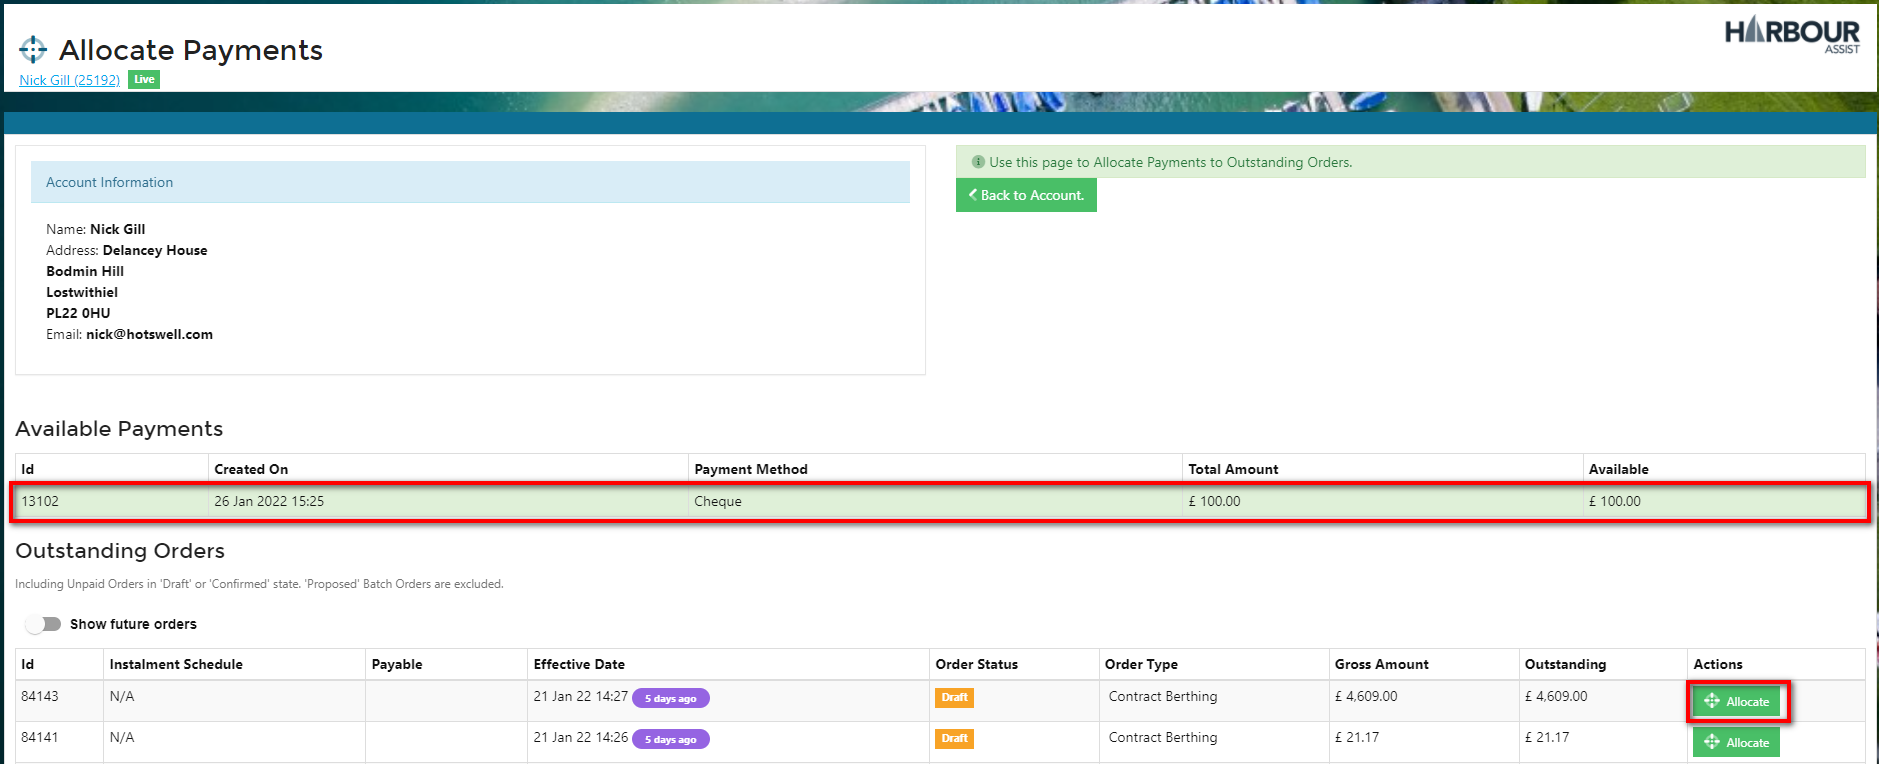 Allocate Payments
HARBOUR
ASSIST
Nick Gill (25192) Live
Account Information
Name: Nick Gill
Address: Delancey House
Bodmin Hill
Lostwithiel
PL22 0HU
Email: nick@hotswell.com
Use this page to Allocate Payments to Outstanding Orders.
Back to Account.
Available Payments
Id Created On Payment Method Total Amount Available
13102 26 Jan 2022 15:25 Cheque £ 100.00 £ 100.00
Outstanding Orders
Including Unpaid Orders in 'Draft' or 'Confirmed' state. 'Proposed' Batch Orders are excluded.
Show future orders
Id Instalment Schedule Payable Effective Date Order Status Order Type Gross Amount Outstanding Actions
84143 N/A 21 Jan 22 14:27 5 days ago Draft Contract Berthing £ 4,609.00 £ 4,609.00 Allocate
84141 N/A 21 Jan 22 14:26 5 days ago Draft Contract Berthing £ 21.17 £ 21.17 Allocate